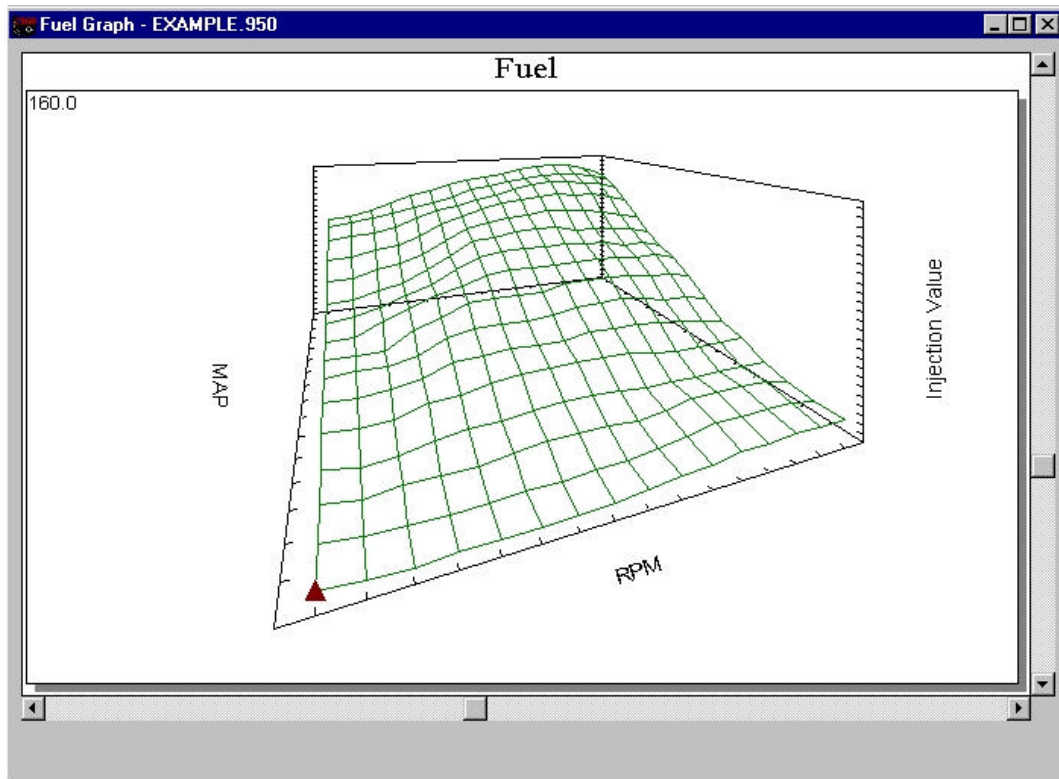 Fuel Graph - EXAMPLE.950
Fuel
160.0
MAP
Injection Value
RPM